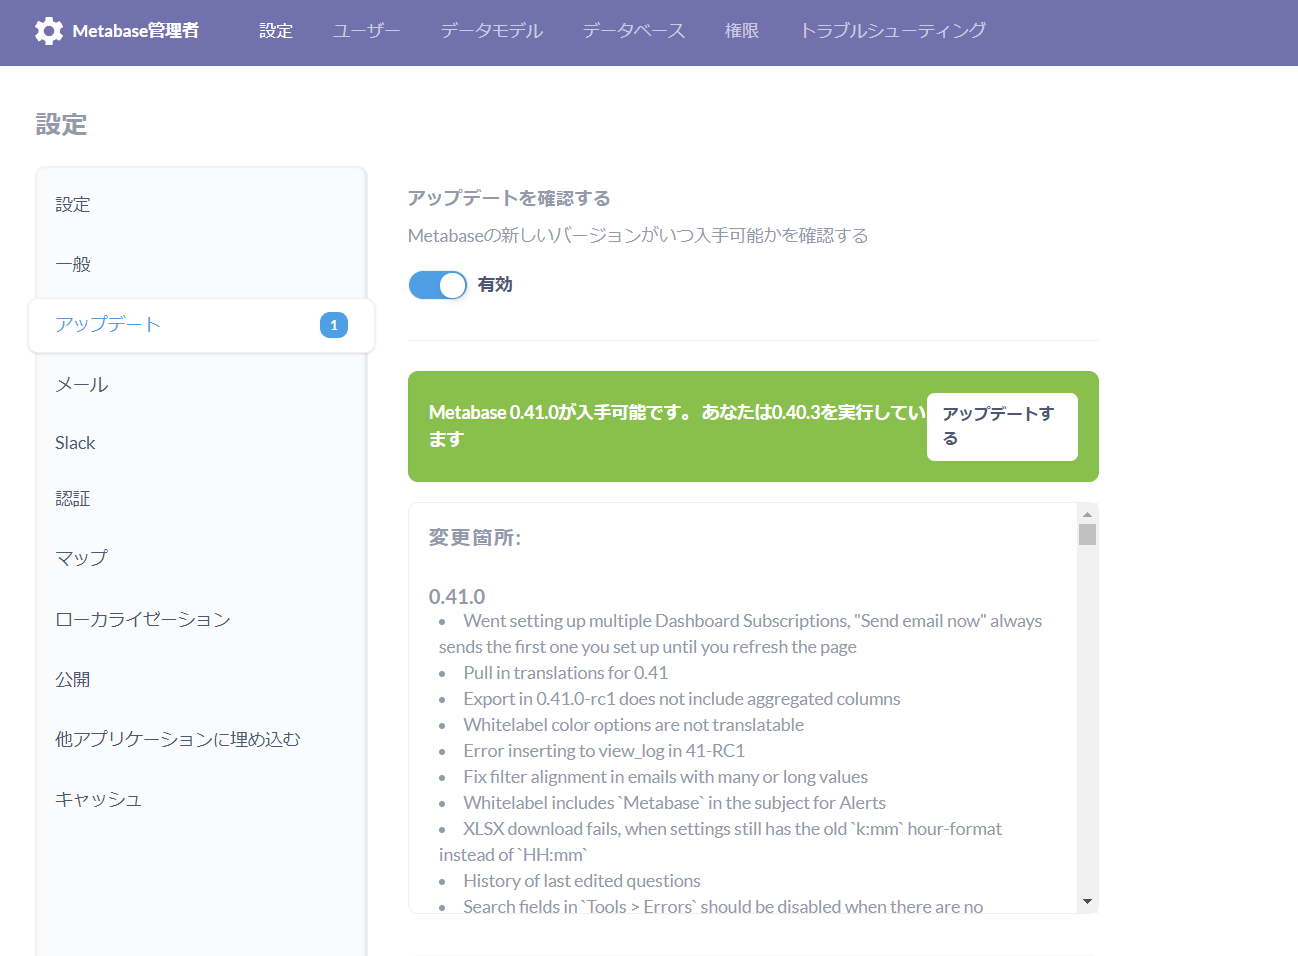 Metabase管理者
設定
ユーザー
データモデル
データベース
権限
トラブルシューティング
設定
設定
一般
アップデート
1
メール
Slack
認証
マップ
ローカライゼーション
公開
他アプリケーションに埋め込む
キャッシュ
アップデートを確認する
Metabaseの新しいバージョンがいつ入手可能かを確認する
有効
Metabase 0.41.0が入手可能です。 あなたは0.40.3を実行してい
ます
アップデートす
る
変更箇所:
0.41.0
• Went setting up multiple Dashboard Subscriptions, "Send email now" always
sends the first one you set up until you refresh the page
• Pull in translations for 0.41
• Export in 0.41.0-rc1 does not include aggregated columns
• Whitelabel color options are not translatable
• Error inserting to view_log in 41-RC1
• Fix filter alignment in emails with many or long values
• Whitelabel includes `Metabase` in the subject for Alerts
• XLSX download fails, when settings still has the old `k:mm` hour-format
instead of `HH:mm`
• History of last edited questions
• Search fields in `Tools > Errors` should be disabled when there are no